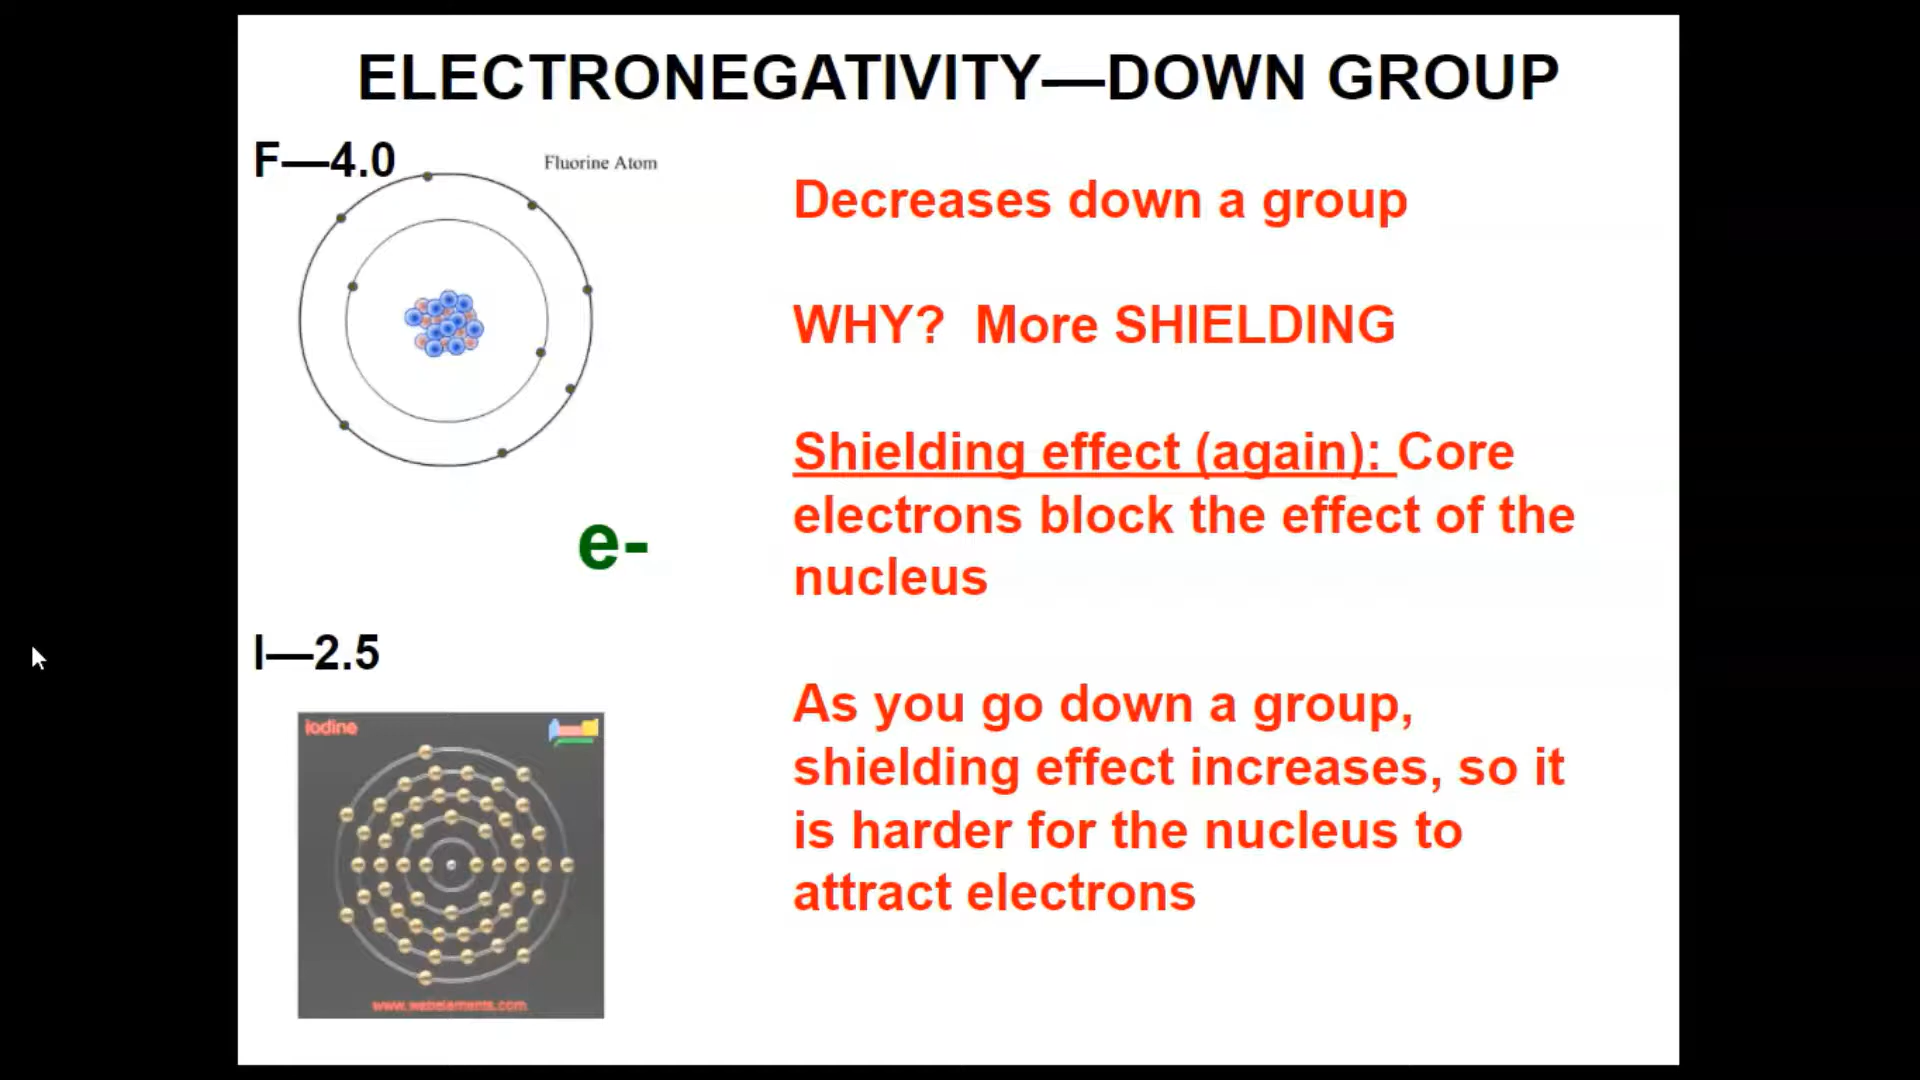 ELECTRONEGATIVITY—DOWN GROUP
F—4.0
Fluorine Atom
e-
I—2.5
iodine
www.webelements.com
Decreases down a group
WHY? More SHIELDING
Shielding effect (again): Core
electrons block the effect of the
nucleus
As you go down a group,
shielding effect increases, so it
is harder for the nucleus to
attract electrons